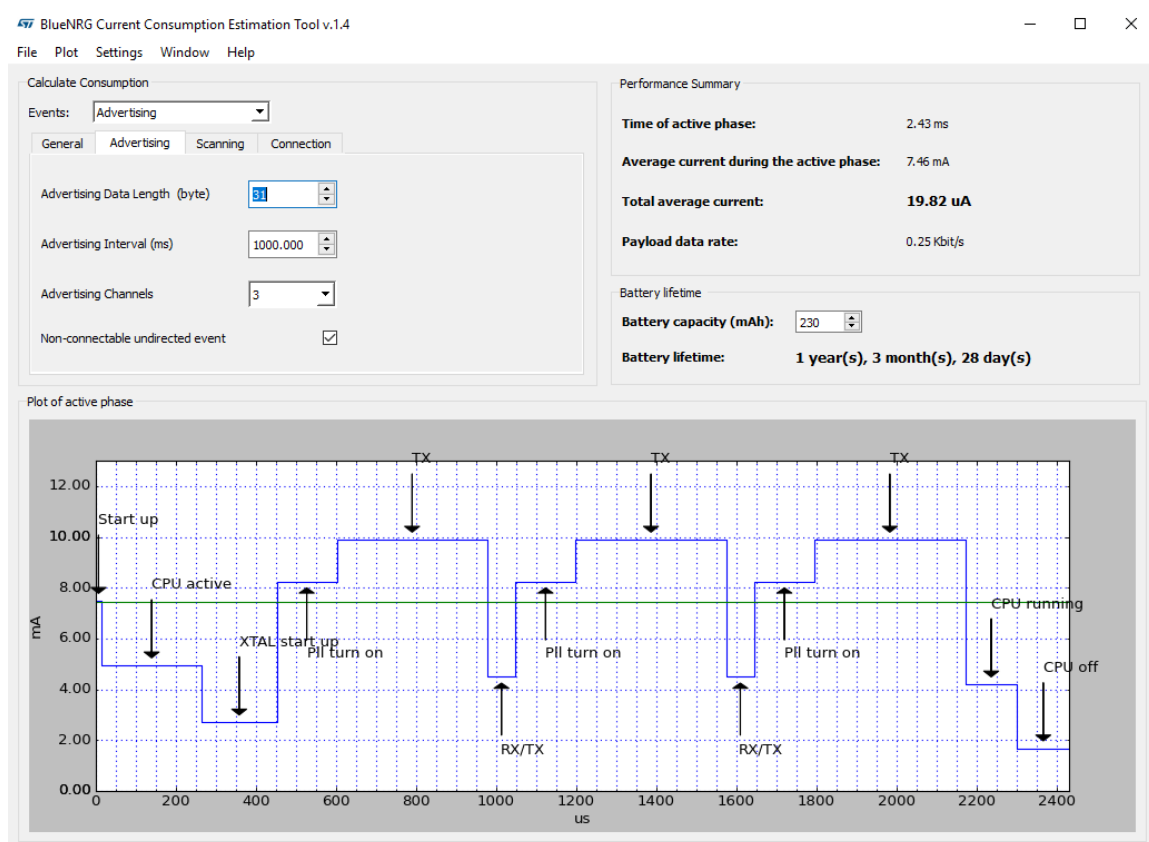 BlueNRG Current Consumption Estimation Tool v.1.4
File Plot Settings Window Help
Calculate Consumption
Events: Advertising
General Advertising Scanning Connection
Advertising Data Length (byte) 31
Advertising Interval (ms) 1000.000
Advertising Channels 3
Non-connectable undirected event
Performance Summary
Time of active phase: 2.43 ms
Average current during the active phase: 7.46 mA
Total average current: 19.82 uA
Payload data rate: 0.25 Kbit/s
Battery lifetime
Battery capacity (mAh): 230
Battery lifetime: 1 year(s), 3 month(s), 28 day(s)
Plot of active phase
TX TX TX
12.00
Start up
10.00
CPU active
8.00
CPU running
mA
6.00
XTAL start up
Pll turn on Pll turn on Pll turn on
CPU off
4.00
2.00
RX/TX RX/TX
0.00
0 200 400 600 800 1000 1200 1400 1600 1800 2000 2200 2400
us